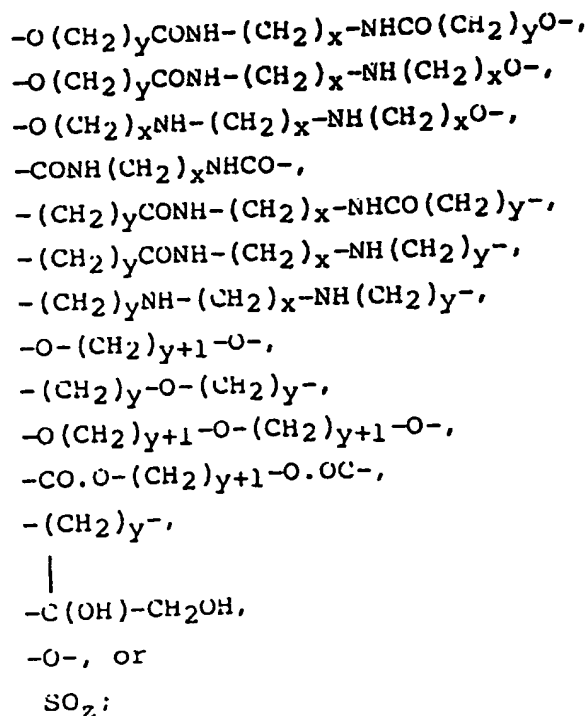 -O(CH2)yCONH-(CH2)x-NHCO(CH2)yO-,
-O(CH2)yCONH-(CH2)x-NH(CH2)xO-,
-O(CH2)xNH-(CH2)x-NH(CH2)xO-,
-CONH(CH2)xNHCO-,
-(CH2)yCONH-(CH2)x-NHCO(CH2)y-,
-(CH2)yCONH-(CH2)x-NH(CH2)y-,
-(CH2)yNH-(CH2)x-NH(CH2)y-,
-O-(CH2)y+1-O-,
-(CH2)y-O-(CH2)y-,
-O(CH2)y+1-O-(CH2)y+1-O-,
-CO.O-(CH2)y+1-O.OC-,
-(CH2)y-,
|
-C(OH)-CH2OH,
-O-, or
SOz;